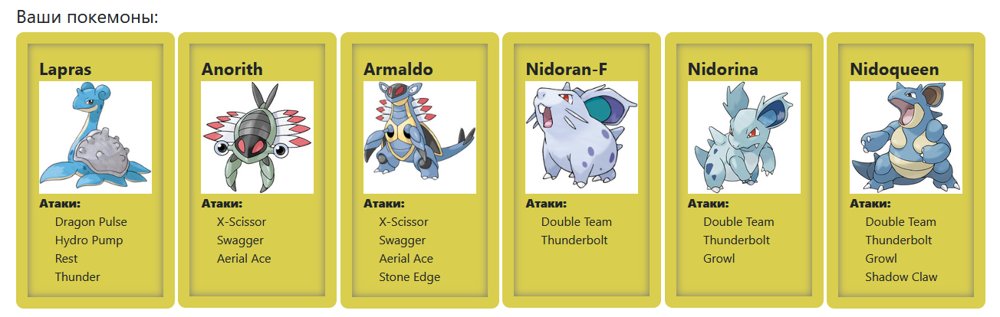 Ваши покемоны:
Lapras
Атаки:
Dragon Pulse
Hydro Pump
Rest
Thunder
Anorith
Атаки:
X-Scissor
Swagger
Aerial Ace
Armaldo
Атаки:
X-Scissor
Swagger
Aerial Ace
Stone Edge
Nidoran-F
Атаки:
Double Team
Thunderbolt
Nidorina
Атаки:
Double Team
Thunderbolt
Growl
Nidoqueen
Атаки:
Double Team
Thunderbolt
Growl
Shadow Claw